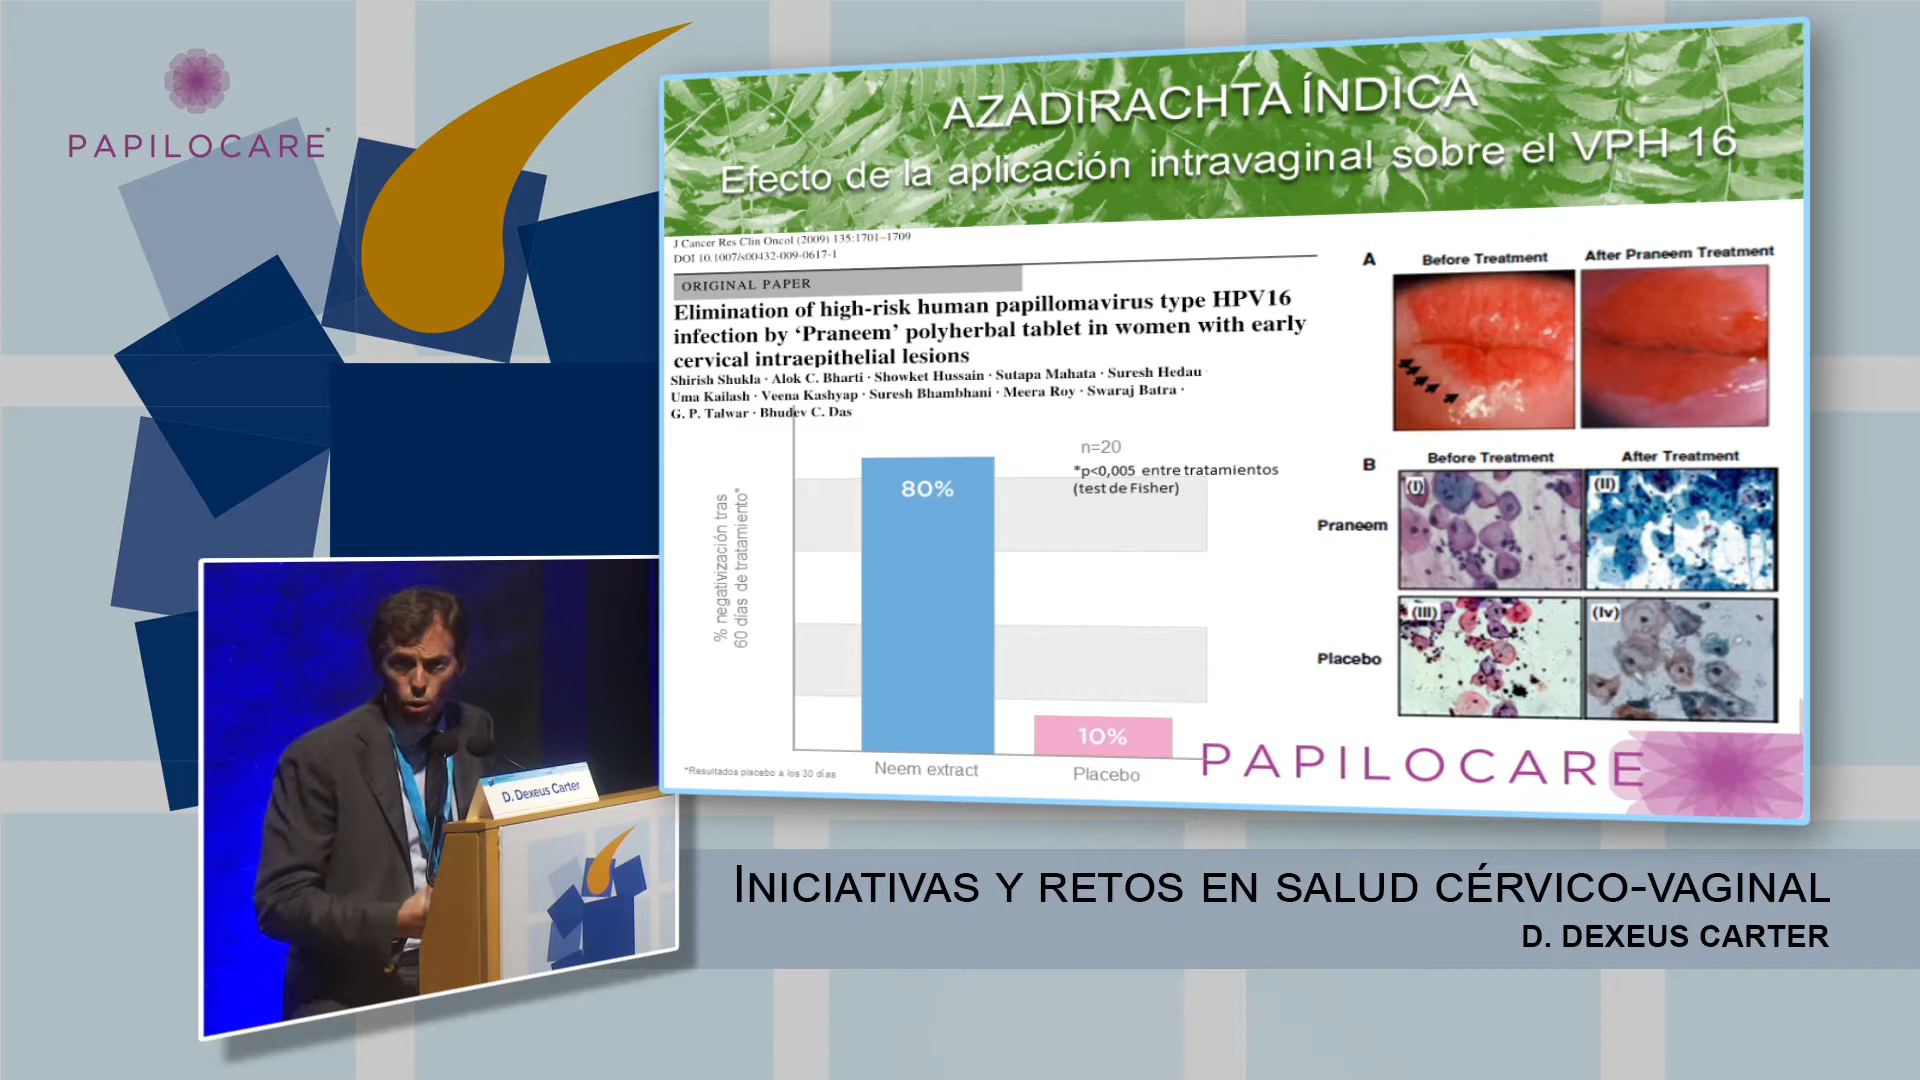 PAPILOCARE
AZADIRACHTA ÍNDICA
Efecto de la aplicación intravaginal sobre el VPH 16
J Cancer Res Clin Oncol (2009) 135:1701–1709
DOI 10.1007/s00432-009-0617-1
ORIGINAL PAPER
Elimination of high-risk human papillomavirus type HPV16
infection by ‘Praneem’ polyherbal tablet in women with early
cervical intraepithelial lesions
Shirish Shukla · Alok C. Bharti · Showket Hussain · Sutapa Mahata · Suresh Hedau ·
Uma Kailash · Veena Kashyap · Suresh Bhambhani · Meera Roy · Swaraj Batra ·
G. P. Talwar · Bhudev C. Das
n=20
*p<0,005 entre tratamientos
(test de Fisher)
% negativización tras
60 días de tratamiento*
80%
10%
Neem extract
Placebo
*Resultados placebo a los 30 días
A
Before Treatment
After Praneem Treatment
B
Before Treatment
After Treatment
Praneem
(I)
(II)
Placebo
(III)
(Iv)
PAPILOCARE
D. Dexeus Carter
INICIATIVAS Y RETOS EN SALUD CÉRVICO-VAGINAL
D. DEXEUS CARTER